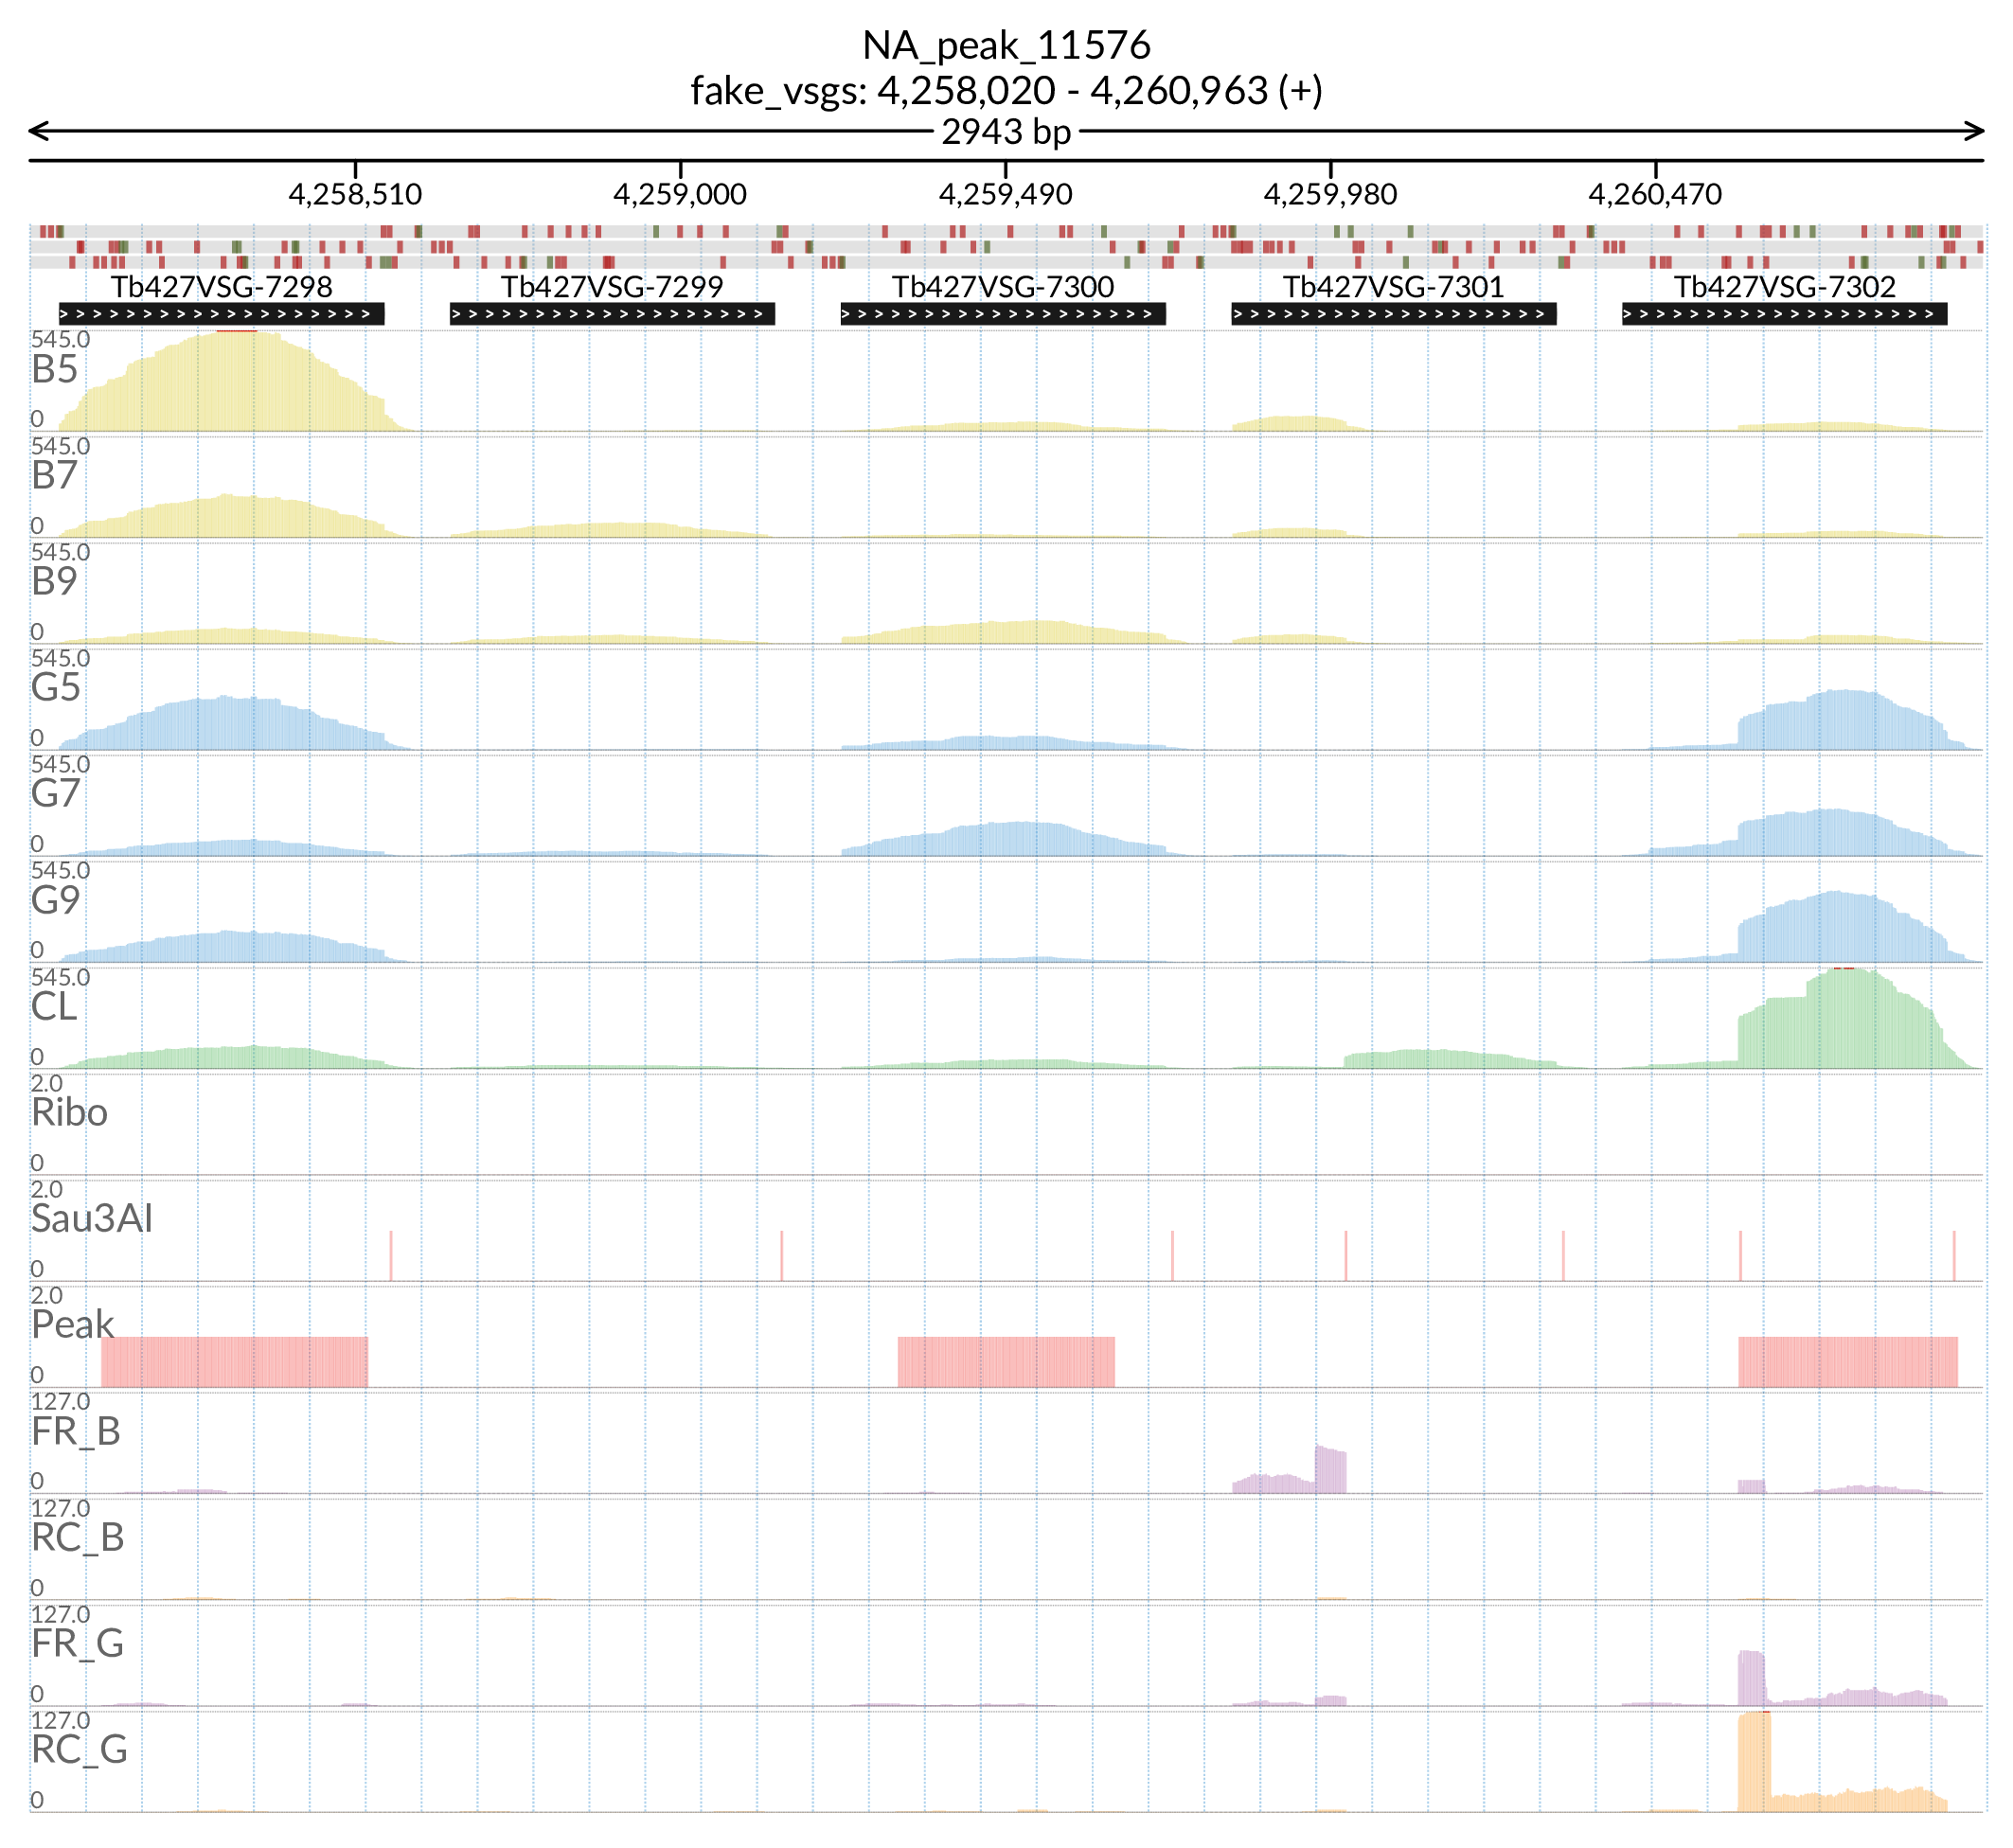 NA_peak_11576
fake_vsgs: 4,258,020 - 4,260,963 (+)
2943 bp
4,258,510 4,259,000 4,259,490 4,259,980 4,260,470
Tb427VSG-7298 Tb427VSG-7299 Tb427VSG-7300 Tb427VSG-7301 Tb427VSG-7302
545.0
B5
0
545.0
B7
0
545.0
B9
0
545.0
G5
0
545.0
G7
0
545.0
G9
0
545.0
CL
0
2.0
Ribo
0
2.0
Sau3AI
0
2.0
Peak
0
127.0
FR_B
0
127.0
RC_B
0
127.0
FR_G
0
127.0
RC_G
0